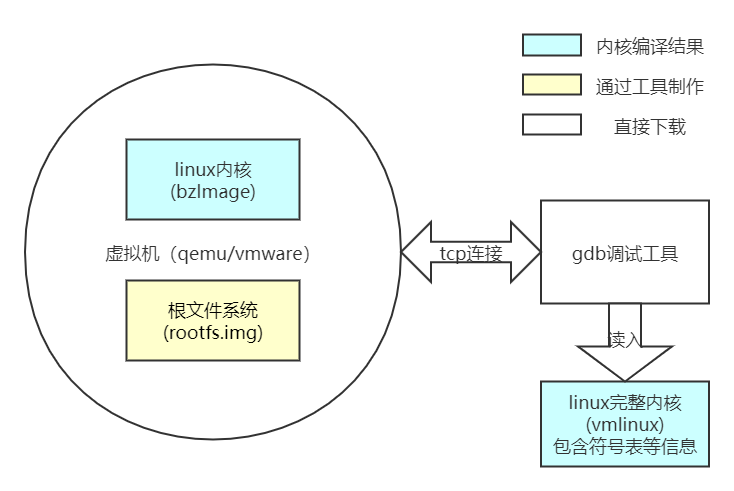 内核编译结果
通过工具制作
直接下载
linux内核
(bzImage)
虚拟机（qemu/vmware）
根文件系统
(rootfs.img)
tcp连接
gdb调试工具
读入
linux完整内核
(vmlinux)
包含符号表等信息